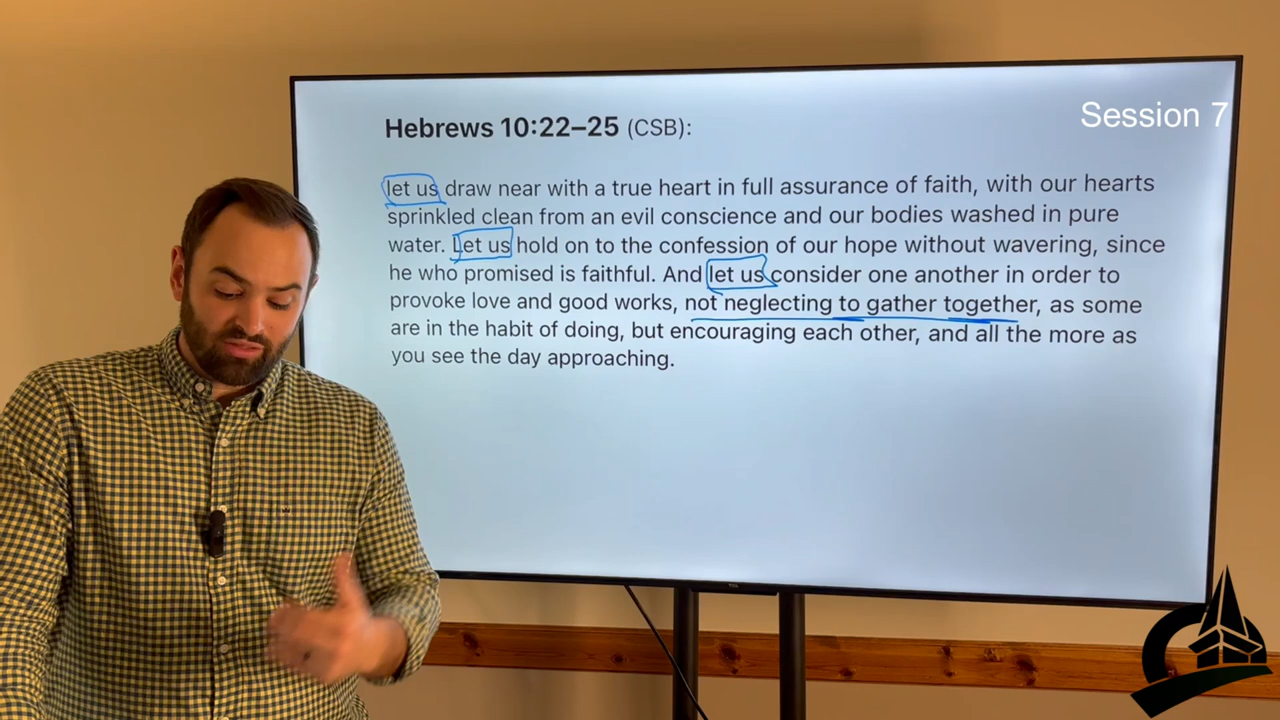 Session 7
Hebrews 10:22–25 (CSB):
let us draw near with a true heart in full assurance of faith, with our hearts
sprinkled clean from an evil conscience and our bodies washed in pure
water. Let us hold on to the confession of our hope without wavering, since
he who promised is faithful. And let us consider one another in order to
provoke love and good works, not neglecting to gather together, as some
are in the habit of doing, but encouraging each other, and all the more as
you see the day approaching.
TCL